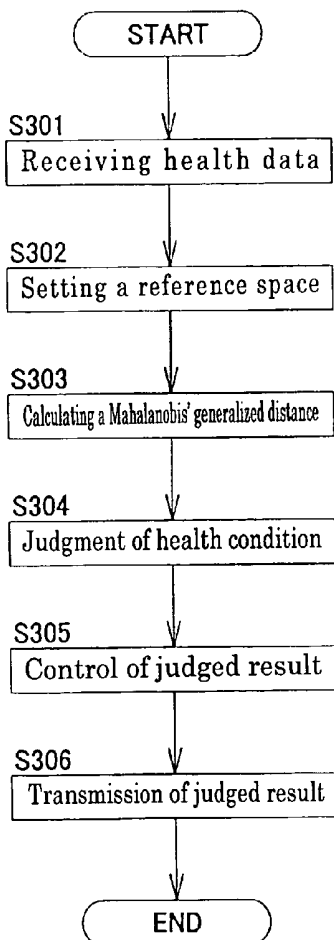 START
S301
Receiving health data
S302
Setting a reference space
S303
Calculating a Mahalanobis' generalized distance
S304
Judgment of health condition
S305
Control of judged result
S306
Transmission of judged result
END